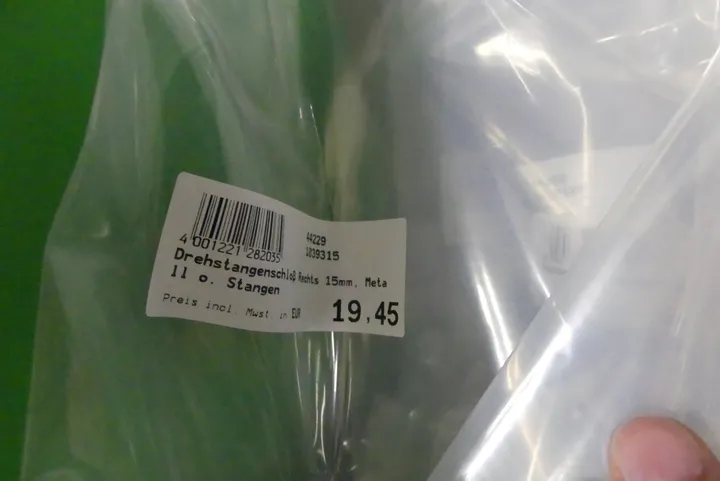 4 001221 282035
44229
1039315
Drehstangenschloß Rechts 15mm, Meta
ll o. Stangen
Preis incl. Mwst. in EUR
19,45